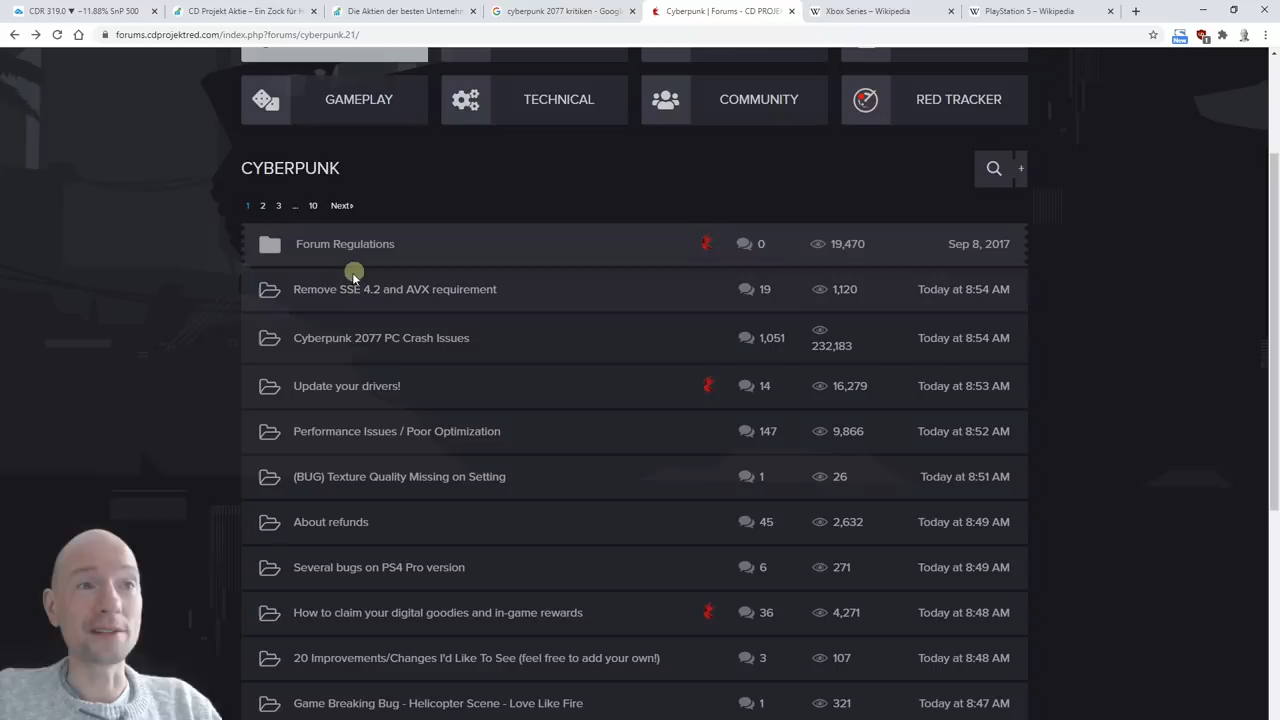 CDR 319,0 ▼ −11.88% SnP 500
CD Projekt Aktie – Ein Zock für H
Die Aktien der besten Unternehm
cyberpunk 2077 kritiken - Google
Cyberpunk | Forums - CD PROJEK
Xbox Series – Wikipedia
PlayStation 5 – Wikipedia
forums.cdprojektred.com/index.php?forums/cyberpunk.21/
New
1
GAMEPLAY
TECHNICAL
COMMUNITY
RED TRACKER
CYBERPUNK
1 2 3 ... 10 Next
Forum Regulations 0 19,470 Sep 8, 2017
Remove SSE 4.2 and AVX requirement 19 1,120 Today at 8:54 AM
Cyberpunk 2077 PC Crash Issues 1,051 232,183 Today at 8:54 AM
Update your drivers! 14 16,279 Today at 8:53 AM
Performance Issues / Poor Optimization 147 9,866 Today at 8:52 AM
(BUG) Texture Quality Missing on Setting 1 26 Today at 8:51 AM
About refunds 45 2,632 Today at 8:49 AM
Several bugs on PS4 Pro version 6 271 Today at 8:49 AM
How to claim your digital goodies and in-game rewards 36 4,271 Today at 8:48 AM
20 Improvements/Changes I'd Like To See (feel free to add your own!) 3 107 Today at 8:48 AM
Game Breaking Bug - Helicopter Scene - Love Like Fire 1 321 Today at 8:47 AM